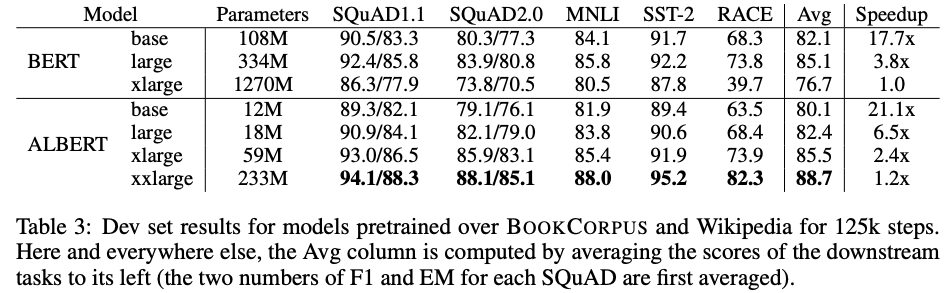 Model Parameters SQuAD1.1 SQuAD2.0 MNLI SST-2 RACE Avg Speedup
base 108M 90.5/83.3 80.3/77.3 84.1 91.7 68.3 82.1 17.7x
BERT large 334M 92.4/85.8 83.9/80.8 85.8 92.2 73.8 85.1 3.8x
xlarge 1270M 86.3/77.9 73.8/70.5 80.5 87.8 39.7 76.7 1.0
base 12M 89.3/82.1 79.1/76.1 81.9 89.4 63.5 80.1 21.1x
ALBERT large 18M 90.9/84.1 82.1/79.0 83.8 90.6 68.4 82.4 6.5x
xlarge 59M 93.0/86.5 85.9/83.1 85.4 91.9 73.9 85.5 2.4x
xxlarge 233M 94.1/88.3 88.1/85.1 88.0 95.2 82.3 88.7 1.2x
Table 3: Dev set results for models pretrained over BOOKCORPUS and Wikipedia for 125k steps.
Here and everywhere else, the Avg column is computed by averaging the scores of the downstream
tasks to its left (the two numbers of F1 and EM for each SQuAD are first averaged).